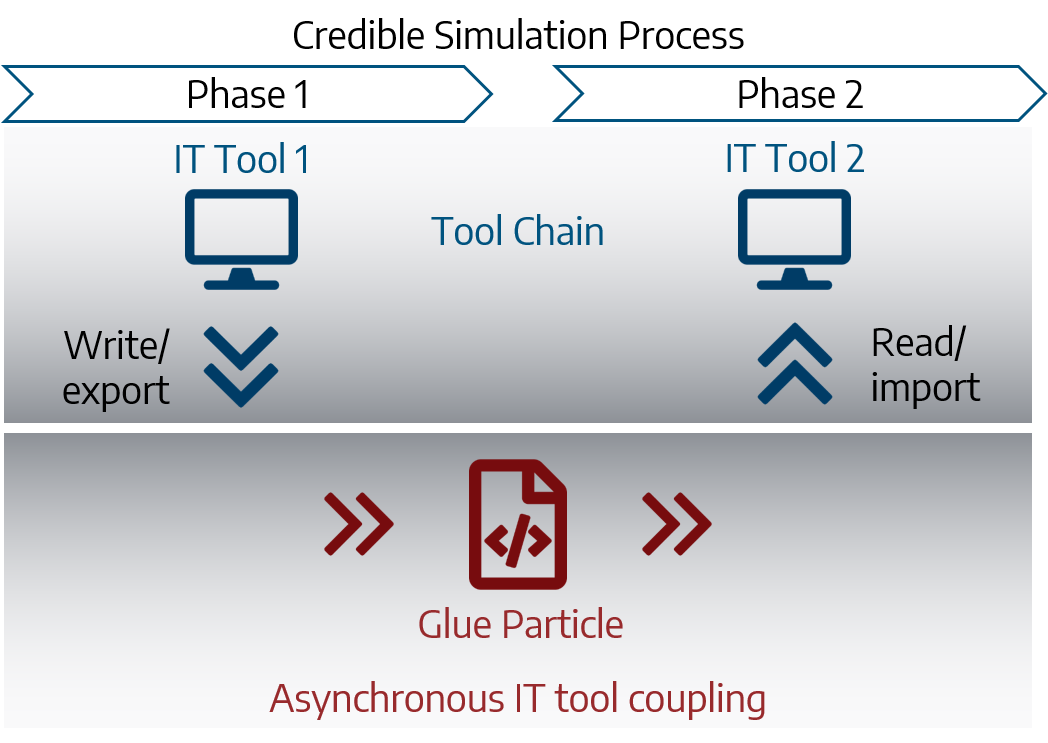 Credible Simulation Process
Phase 1
Phase 2
IT Tool 1
IT Tool 2
Tool Chain
Write/
export
Read/
import
</>
Glue Particle
Asynchronous IT tool coupling